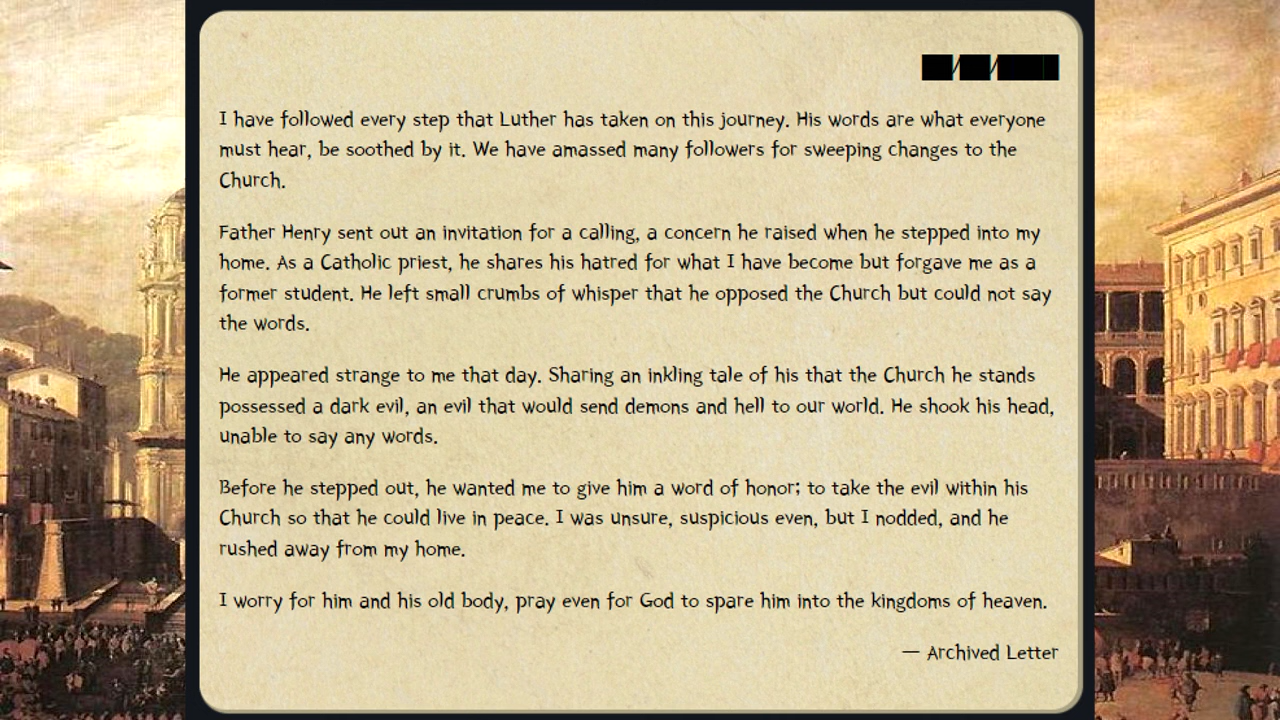 ██/██/████
I have followed every step that Luther has taken on this journey. His words are what everyone
must hear, be soothed by it. We have amassed many followers for sweeping changes to the
Church.
Father Henry sent out an invitation for a calling, a concern he raised when he stepped into my
home. As a Catholic priest, he shares his hatred for what I have become but forgave me as a
former student. He left small crumbs of whisper that he opposed the Church but could not say
the words.
He appeared strange to me that day. Sharing an inkling tale of his that the Church he stands
possessed a dark evil, an evil that would send demons and hell to our world. He shook his head,
unable to say any words.
Before he stepped out, he wanted me to give him a word of honor; to take the evil within his
Church so that he could live in peace. I was unsure, suspicious even, but I nodded, and he
rushed away from my home.
I worry for him and his old body, pray even for God to spare him into the kingdoms of heaven.
— Archived Letter